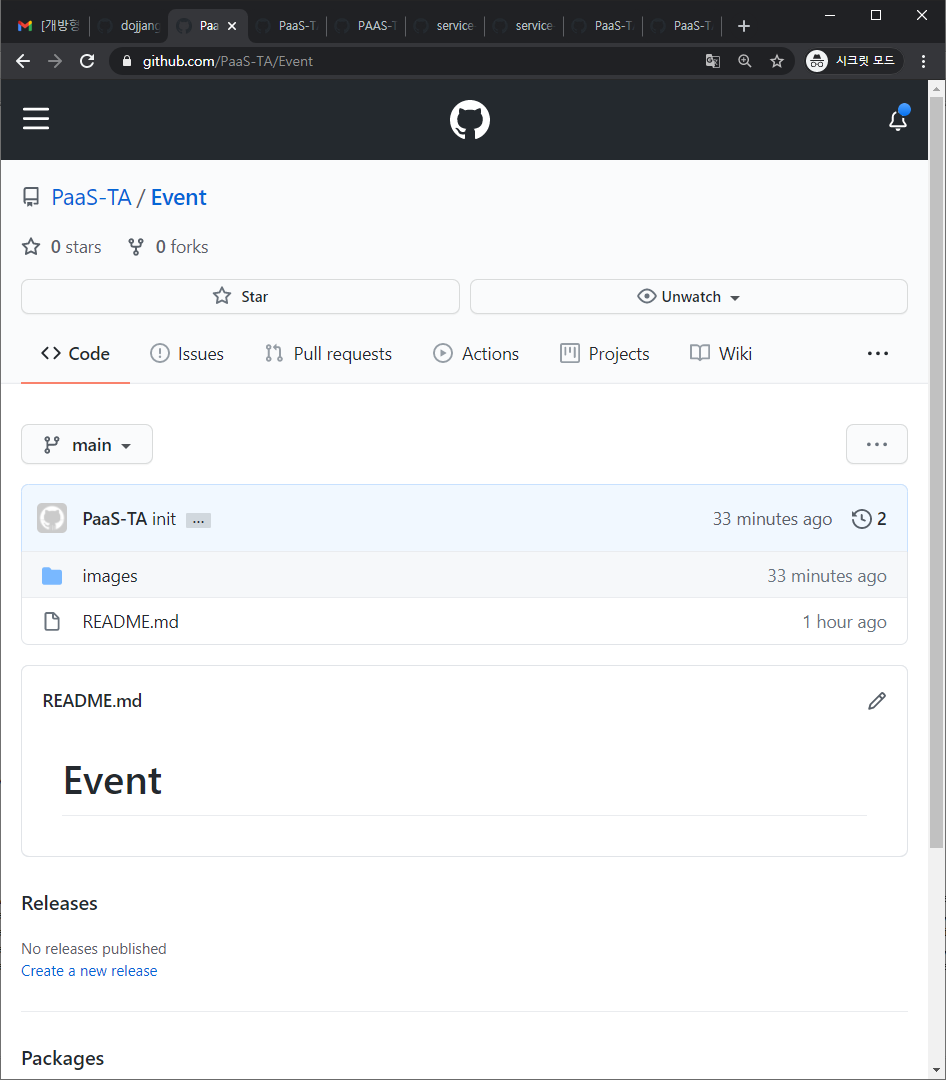 [개방형
dojjang
Paa
PaaS-T
PAAS-T
service
service
PaaS-T
PaaS-T
github.com/PaaS-TA/Event
시크릿 모드
PaaS-TA / Event
0 stars 0 forks
Star Unwatch
Code Issues Pull requests Actions Projects Wiki
main
PaaS-TA init ... 33 minutes ago 2
images 33 minutes ago
README.md 1 hour ago
README.md
Event
Releases
No releases published
Create a new release
Packages